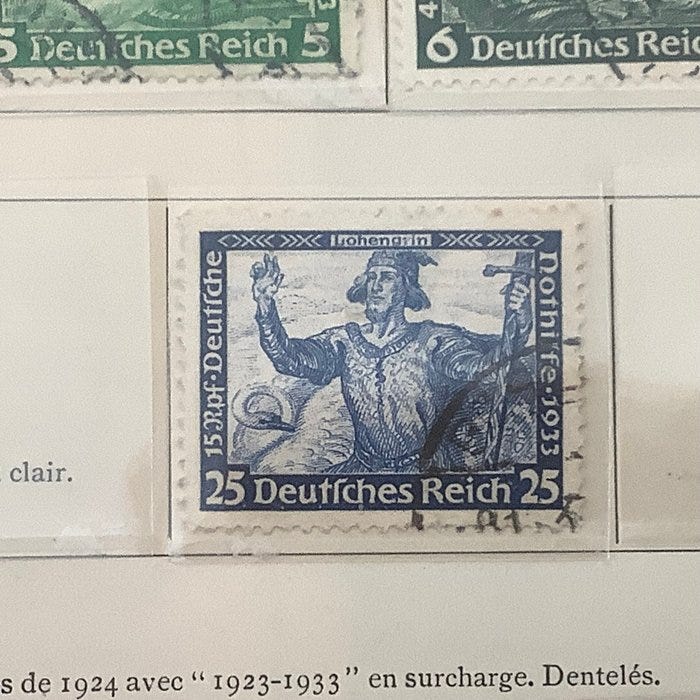 5 Deutſches Reich 5
6 Deutſches Reic
Lohengrin
15 Rpf·Deutſche
Nothilfe·1933
25 Deutſches Reich 25
clair.
s de 1924 avec “ 1923-1933 ” en surcharge. Dentelés.